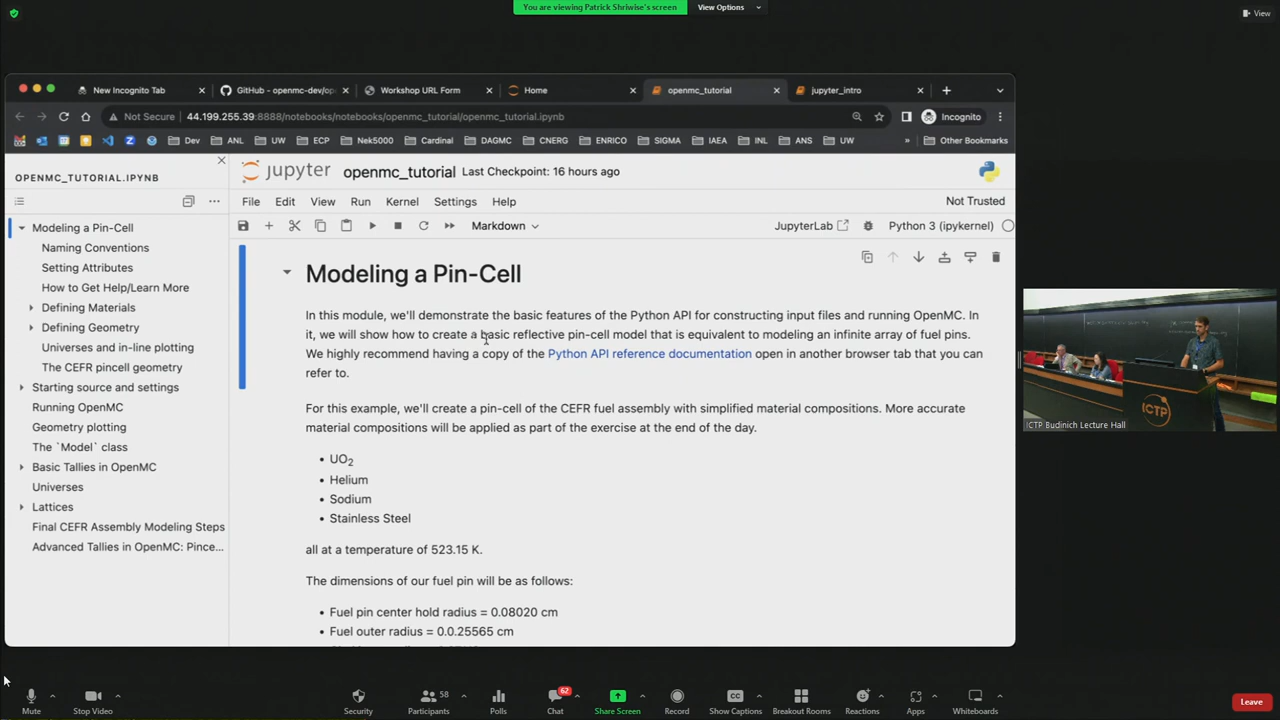 You are viewing Patrick Shriwise's screen
View Options
View
New Incognito Tab
GitHub - openmc-dev/op
Workshop URL Form
Home
openmc_tutorial
jupyter_intro
Not Secure
44.199.255.39:8888/notebooks/notebooks/openmc_tutorial/openmc_tutorial.ipynb
Incognito
Dev
ANL
UW
ECP
Nek5000
Cardinal
DAGMC
CNERG
ENRICO
SIGMA
IAEA
INL
ANS
UW
»
Other Bookmarks
OPENMC_TUTORIAL.IPYNB
Modeling a Pin-Cell
Naming Conventions
Setting Attributes
How to Get Help/Learn More
Defining Materials
Defining Geometry
Universes and in-line plotting
The CEFR pincell geometry
Starting source and settings
Running OpenMC
Geometry plotting
The `Model` class
Basic Tallies in OpenMC
Universes
Lattices
Final CEFR Assembly Modeling Steps
Advanced Tallies in OpenMC: Pince...
jupyter
openmc_tutorial Last Checkpoint: 16 hours ago
File Edit View Run Kernel Settings Help
Not Trusted
Markdown
JupyterLab
Python 3 (ipykernel)
Modeling a Pin-Cell
In this module, we'll demonstrate the basic features of the Python API for constructing input files and running OpenMC. In
it, we will show how to create a basic reflective pin-cell model that is equivalent to modeling an infinite array of fuel pins.
We highly recommend having a copy of the Python API reference documentation open in another browser tab that you can
refer to.
For this example, we'll create a pin-cell of the CEFR fuel assembly with simplified material compositions. More accurate
material compositions will be applied as part of the exercise at the end of the day.
• UO₂
• Helium
• Sodium
• Stainless Steel
all at a temperature of 523.15 K.
The dimensions of our fuel pin will be as follows:
• Fuel pin center hold radius = 0.08020 cm
• Fuel outer radius = 0.0.25565 cm
ICTP
ICTP Budinich Lecture Hall
Mute
Stop Video
Security
58
Participants
Polls
62
Chat
Share Screen
Record
CC
Show Captions
Breakout Rooms
Reactions
Apps
Whiteboards
Leave